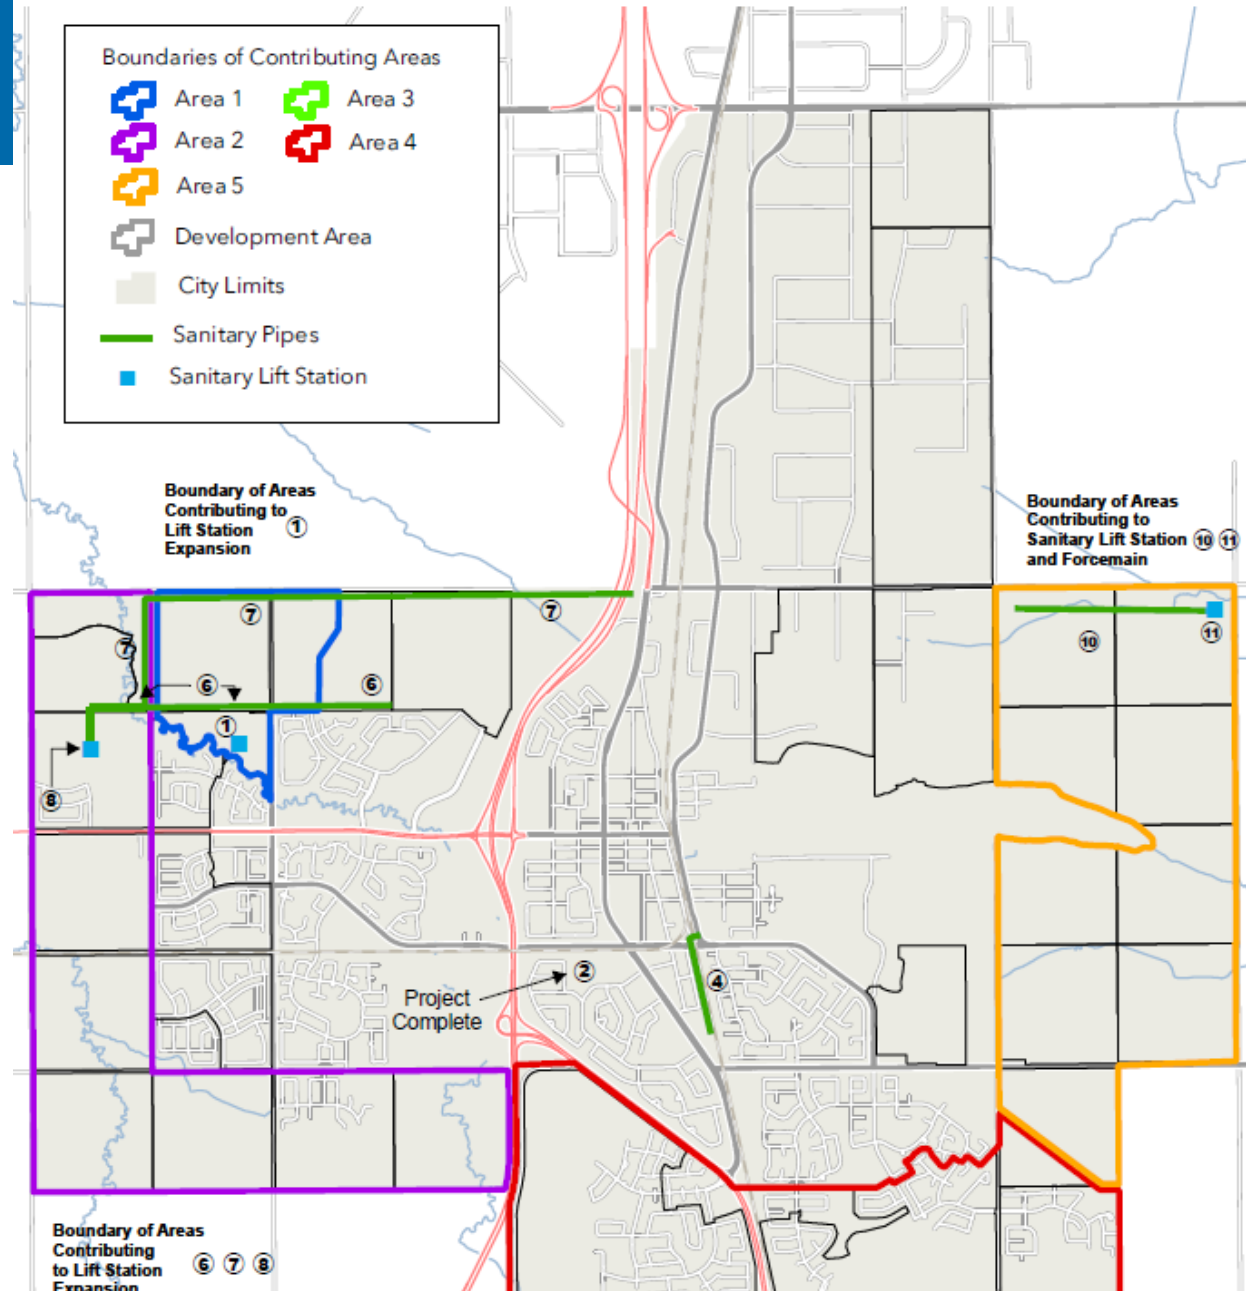 Boundaries of Contributing Areas
Area 1
Area 3
Area 2
Area 4
Area 5
Development Area
City Limits
Sanitary Pipes
Sanitary Lift Station
Boundary of Areas
Contributing to
Lift Station 1
Expansion
Boundary of Areas
Contributing to
Sanitary Lift Station 10 11
and Forcemain
7
7
7
6
6
1
8
10
11
2
Project
Complete
4
Boundary of Areas
Contributing
to Lift Station 6 7 8
Expansion